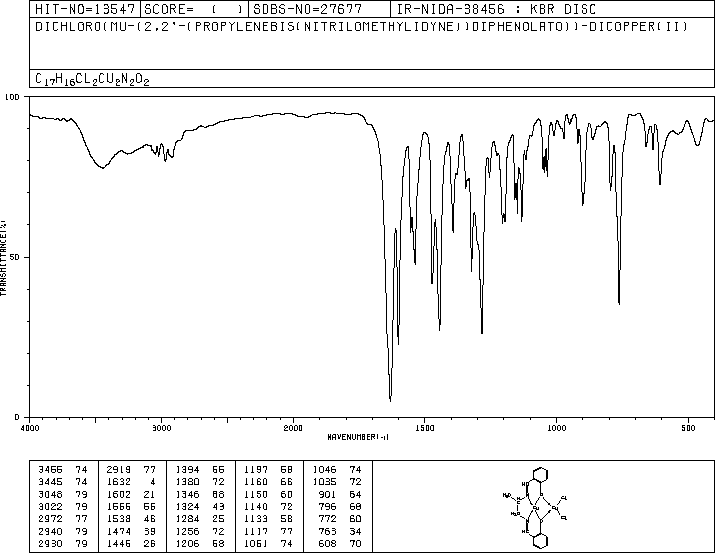 HIT-NO=13547 SCORE= ( ) SDBS-NO=27677 IR-NIDA-38456 : KBR DISC
DICHLORO(MU-(2,2'-(PROPYLENEBIS(NITRILOMETHYLIDYNE))DIPHENOLATO))-DICOPPER(II)
C17H16CL2CU2N2O2
100
50
0
TRANSMITTANCE(%)
4000 3000 2000 1500 1000 500
WAVENUMBER(-1)
3466 74 2919 77 1394 55 1197 58 1046 74
3445 74 1632 4 1380 72 1160 66 1035 72
3048 79 1602 21 1346 68 1150 60 901 64
3022 79 1556 56 1324 43 1140 72 796 68
2972 77 1538 46 1284 25 1133 58 772 60
2940 79 1474 39 1256 72 1117 77 763 34
2930 79 1446 26 1206 58 1051 74 608 70